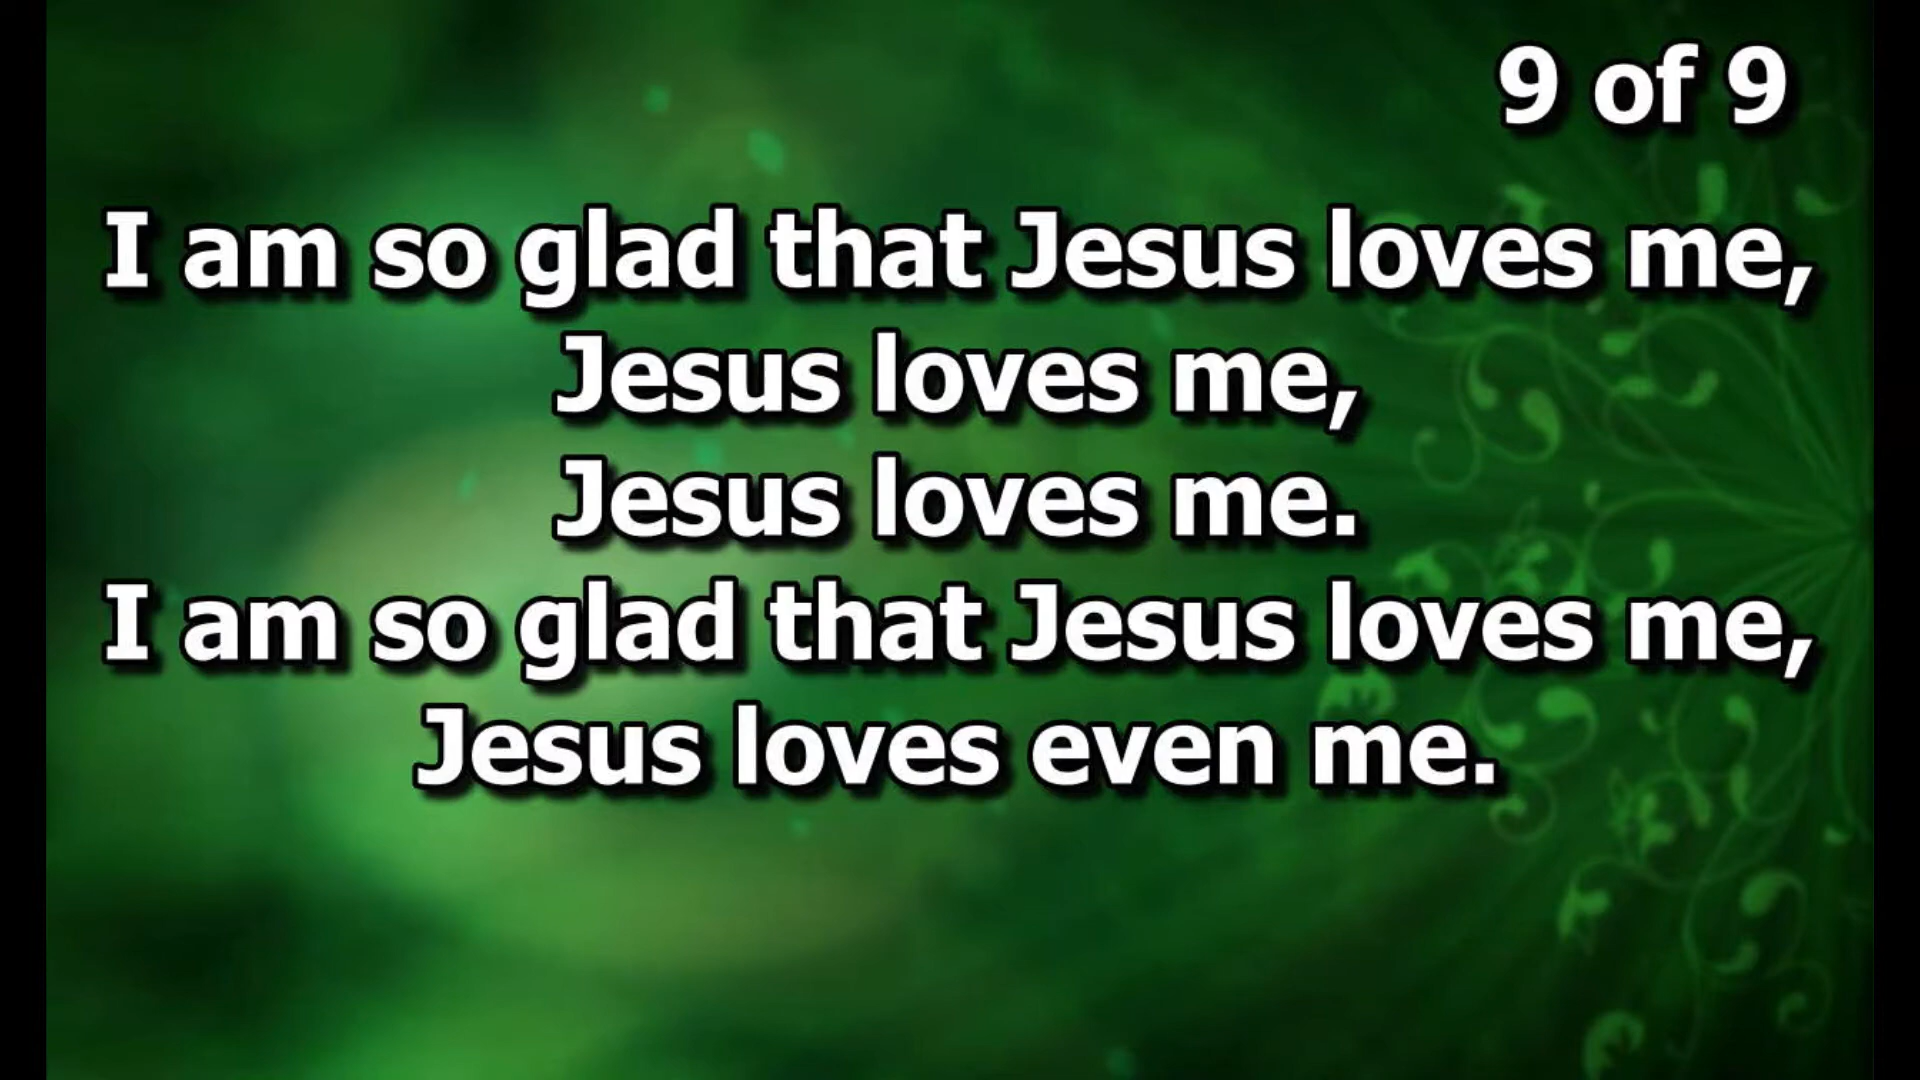 9 of 9
I am so glad that Jesus loves me,
Jesus loves me,
Jesus loves me.
I am so glad that Jesus loves me,
Jesus loves even me.